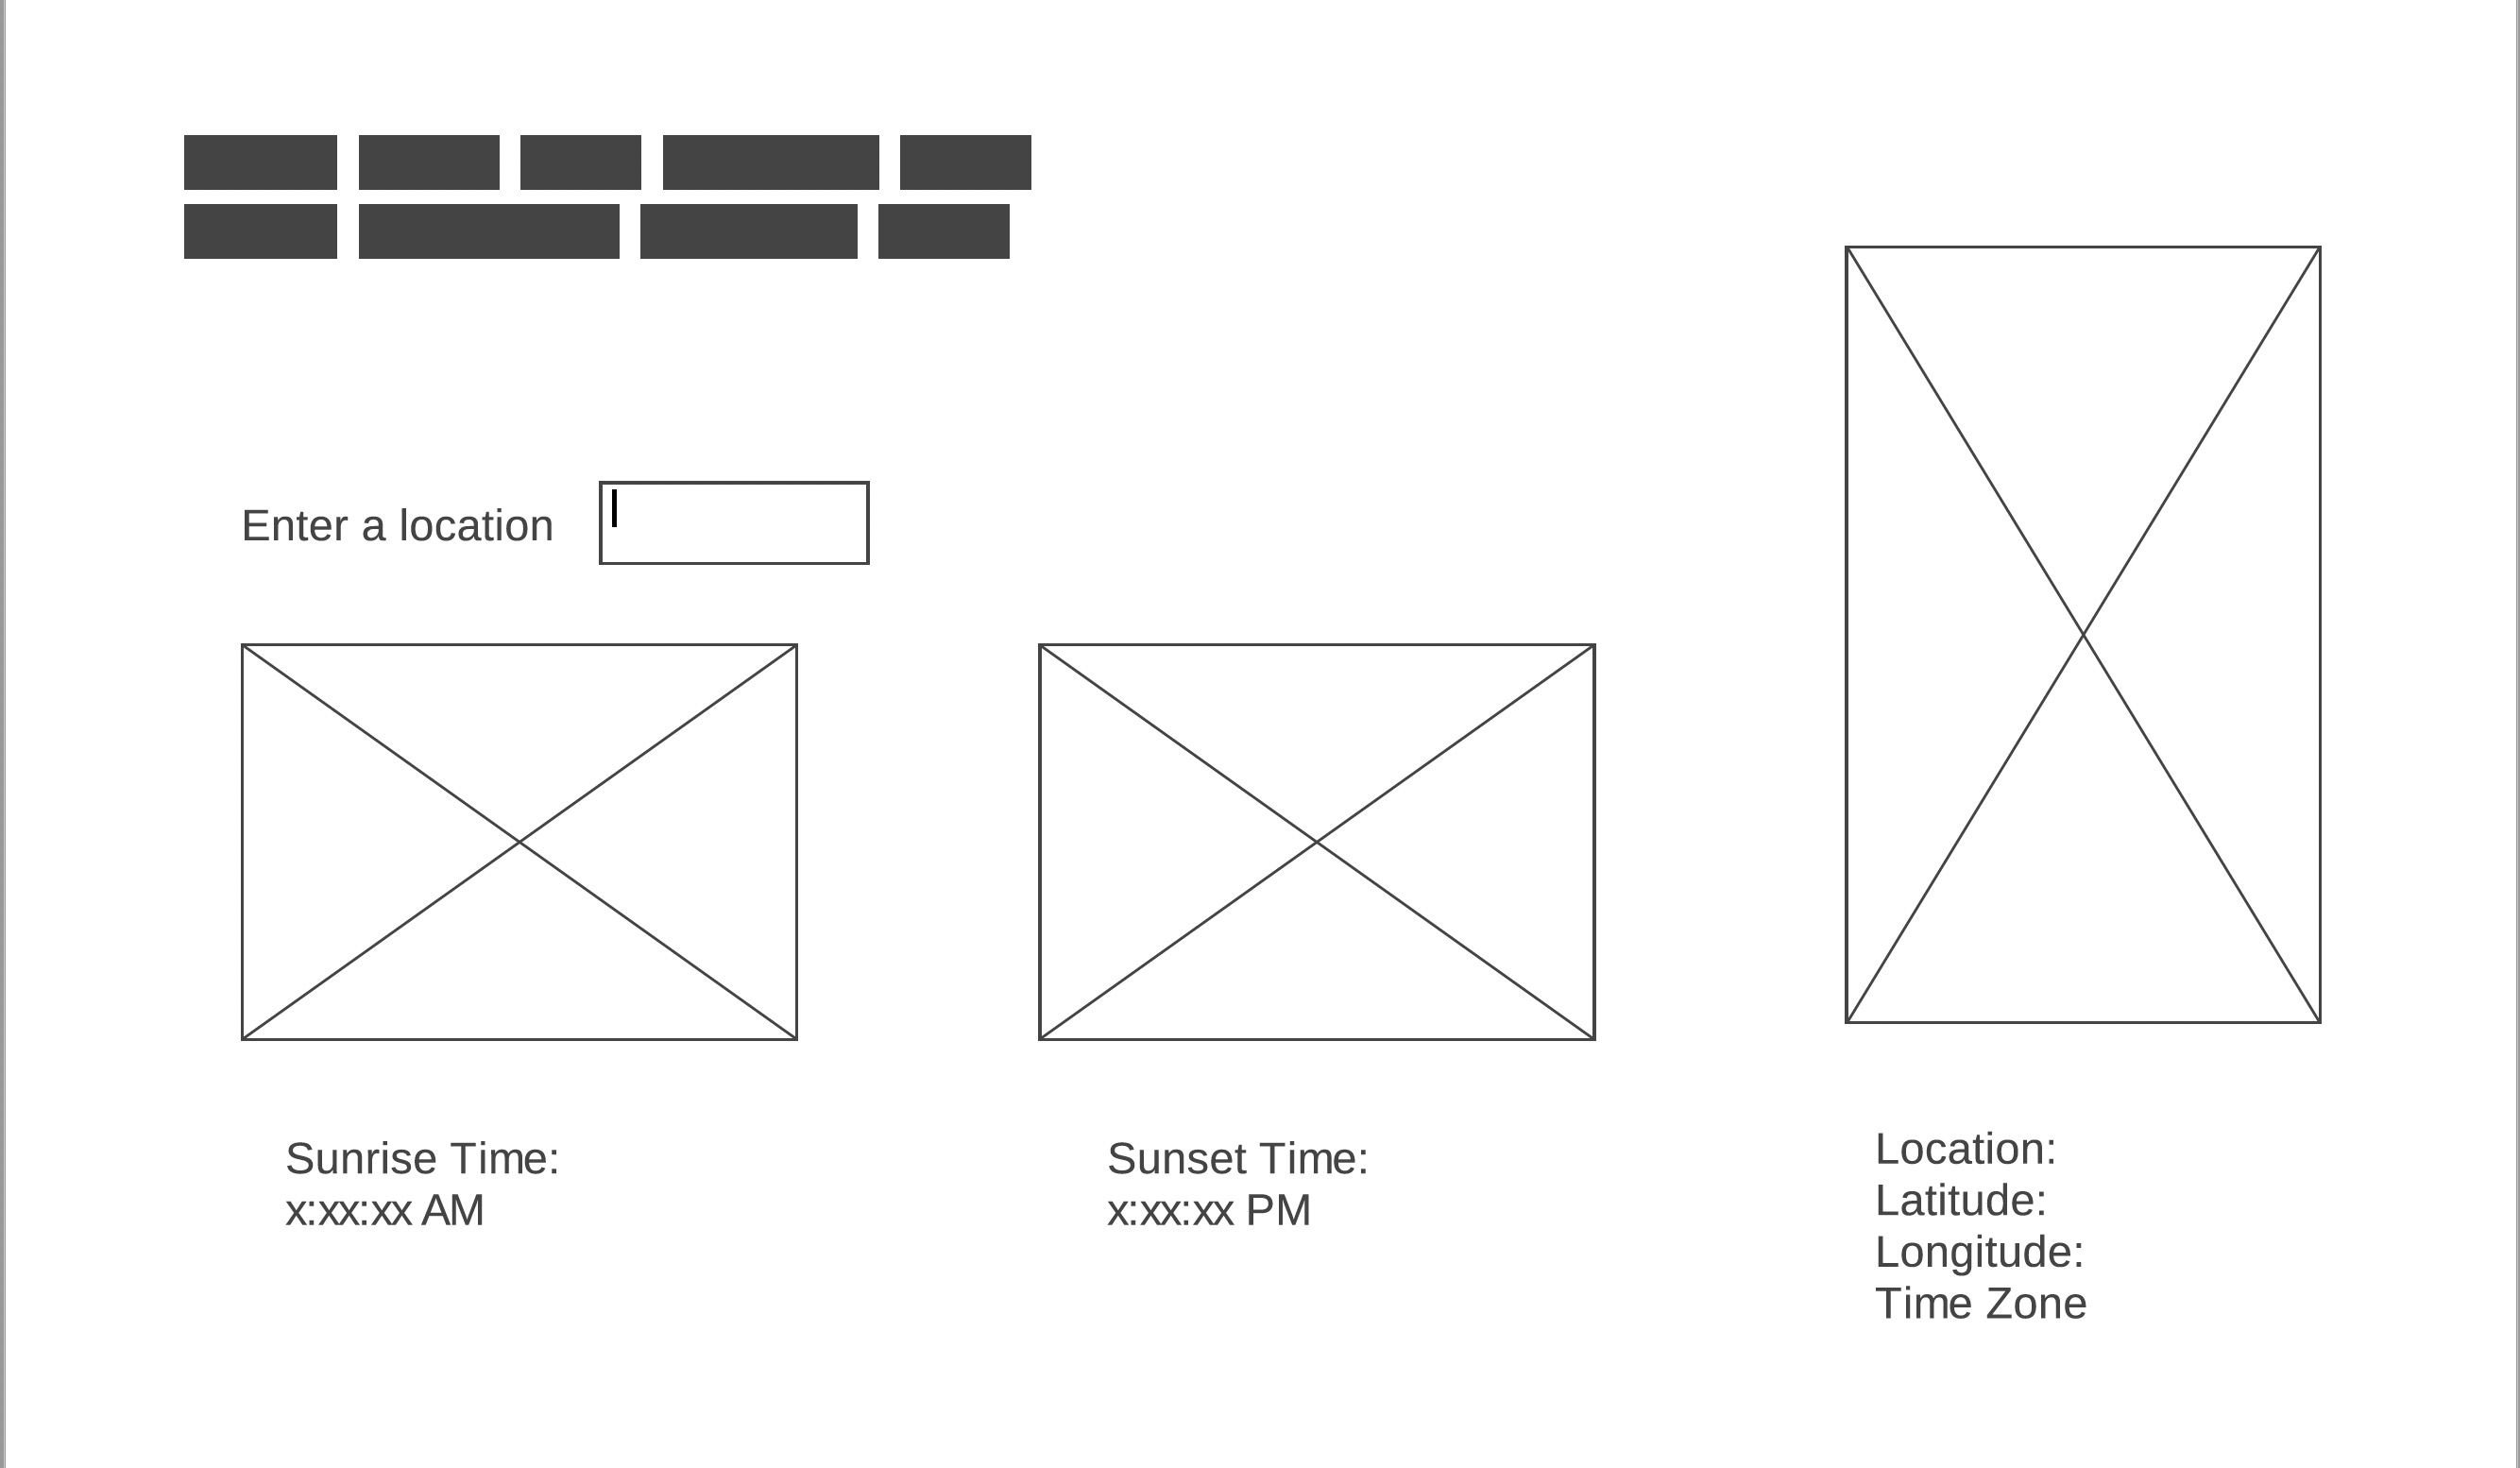 Enter a location
Sunrise Time:
x:xx:xx AM
Sunset Time:
x:xx:xx PM
Location:
Latitude:
Longitude:
Time Zone